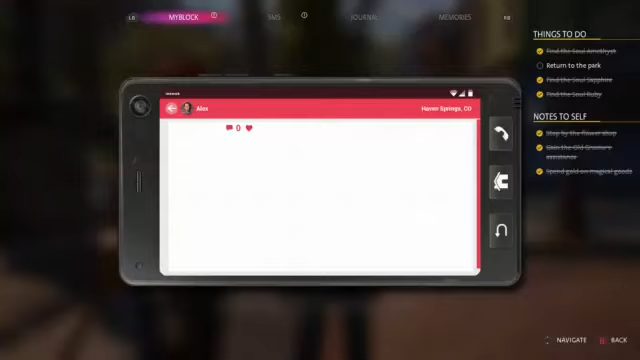 LB
MYBLOCK
SMS
JOURNAL
MEMORIES
RB
THINGS TO DO
Find the Soul Amethyst
Return to the park
Find the Soul Sapphire
Find the Soul Ruby
NOTES TO SELF
Stop by the flower shop
Gain the Old Gnome's
assistance
Spend gold on magical goods
Alex
Haven Springs, CO
0
NAVIGATE
BACK